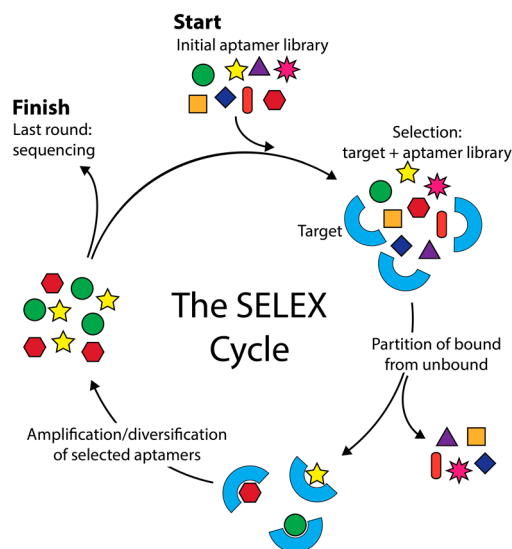 Start
Initial aptamer library
Finish
Last round:
sequencing
Selection:
target + aptamer library
Target
The SELEX
Cycle
Partition of bound
from unbound
Amplification/diversification
of selected aptamers